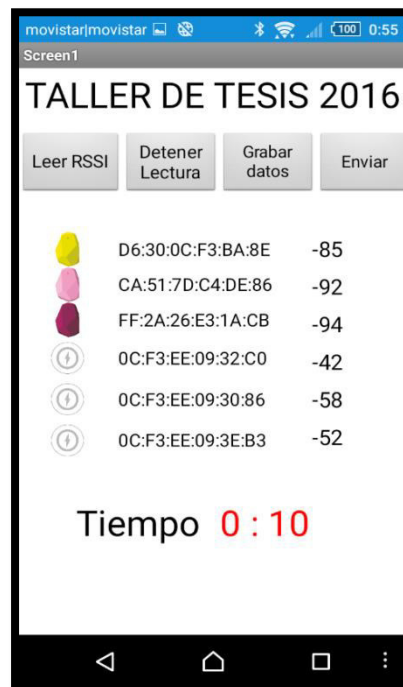 movistar|movistar 100 0:55
Screen1
TALLER DE TESIS 2016
Leer RSSI Detener Lectura Grabar datos Enviar
D6:30:0C:F3:BA:8E -85
CA:51:7D:C4:DE:86 -92
FF:2A:26:E3:1A:CB -94
0C:F3:EE:09:32:C0 -42
0C:F3:EE:09:30:86 -58
0C:F3:EE:09:3E:B3 -52
Tiempo 0 : 10